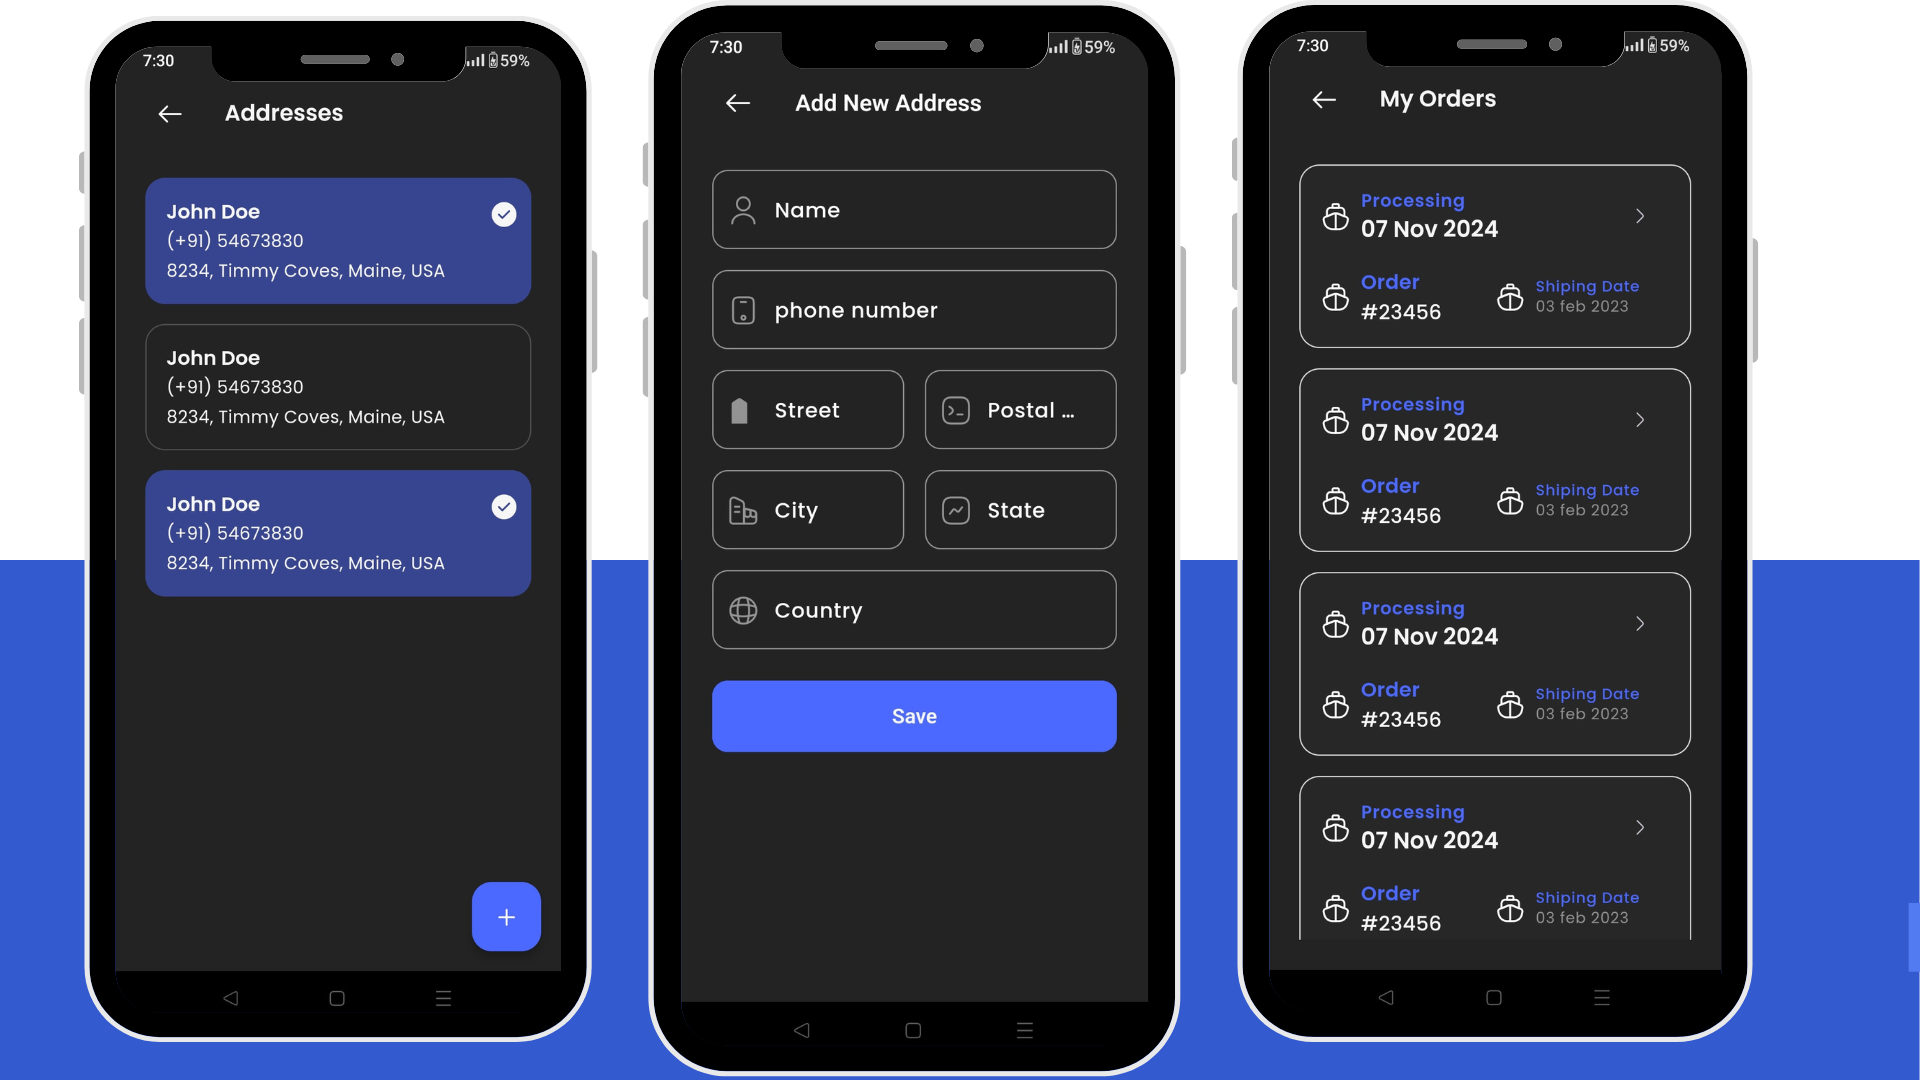 7:30
59%
Addresses
John Doe
(+91) 54673830
8234, Timmy Coves, Maine, USA
John Doe
(+91) 54673830
8234, Timmy Coves, Maine, USA
John Doe
(+91) 54673830
8234, Timmy Coves, Maine, USA
+
7:30
59%
Add New Address
Name
phone number
Street
Postal ...
City
State
Country
Save
7:30
59%
My Orders
Processing
07 Nov 2024
Order
#23456
Shiping Date
03 feb 2023
Processing
07 Nov 2024
Order
#23456
Shiping Date
03 feb 2023
Processing
07 Nov 2024
Order
#23456
Shiping Date
03 feb 2023
Processing
07 Nov 2024
Order
#23456
Shiping Date
03 feb 2023